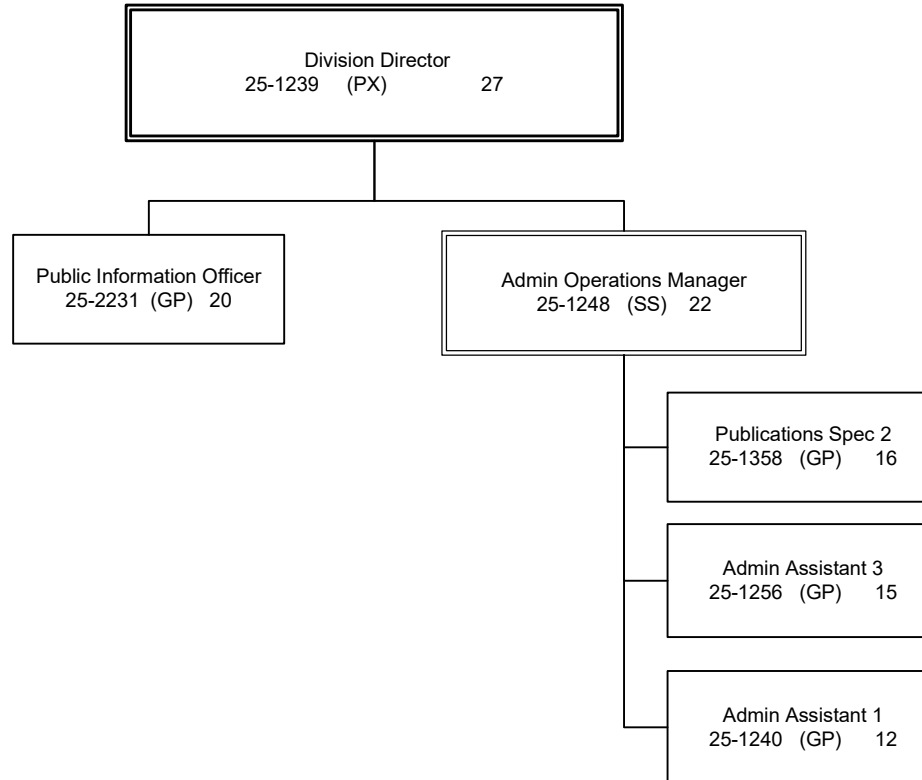 Division Director
25-1239 (PX) 27
Public Information Officer
25-2231 (GP) 20
Admin Operations Manager
25-1248 (SS) 22
Publications Spec 2
25-1358 (GP) 16
Admin Assistant 3
25-1256 (GP) 15
Admin Assistant 1
25-1240 (GP) 12